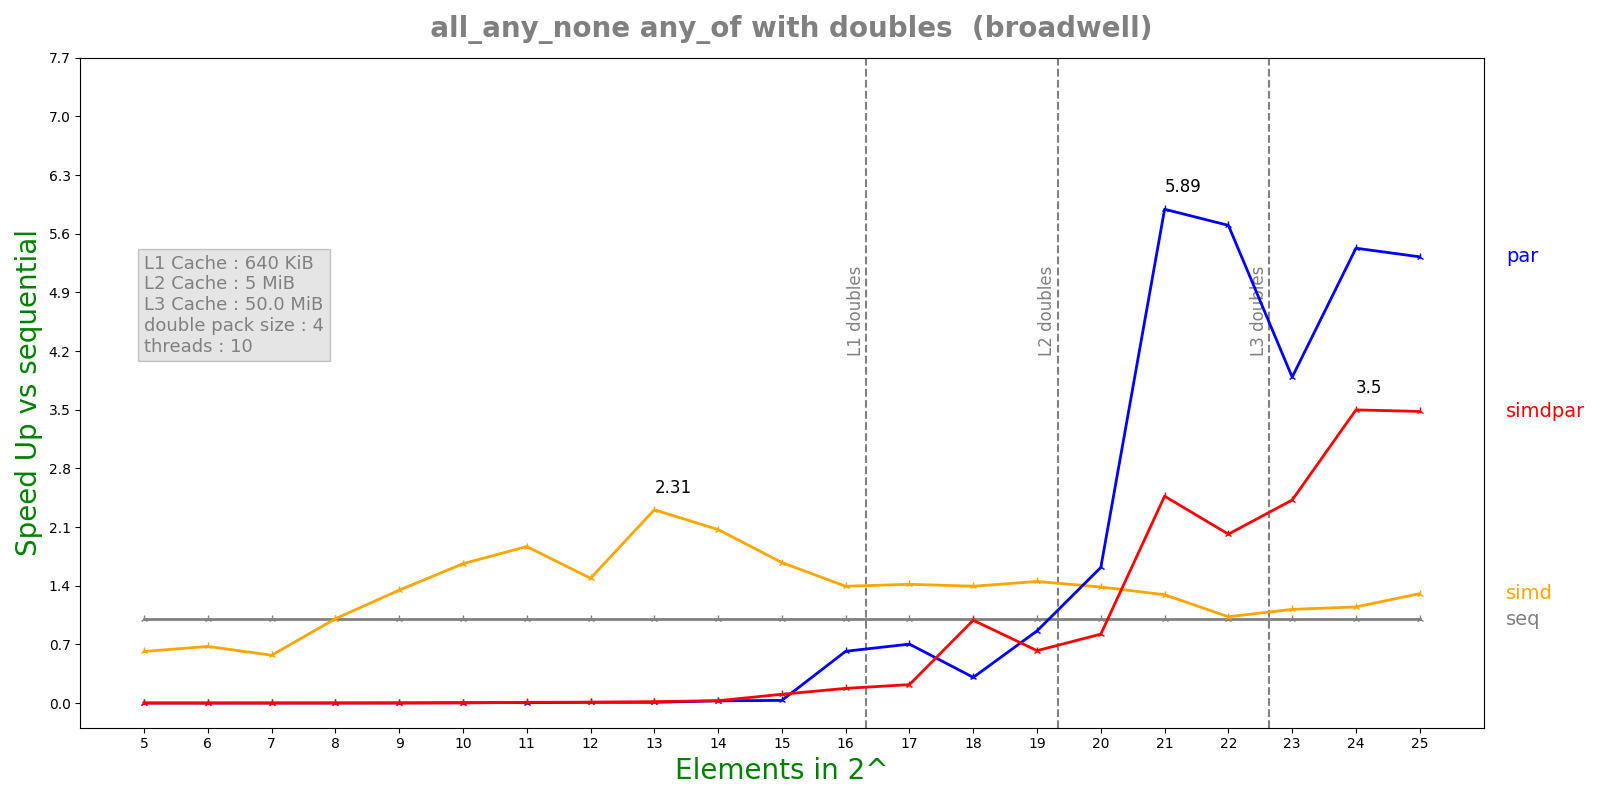 all_any_none any_of with doubles (broadwell)
Speed Up vs sequential
7.7
7.0
6.3
5.6
4.9
4.2
3.5
2.8
2.1
1.4
0.7
0.0
L1 Cache : 640 KiB
L2 Cache : 5 MiB
L3 Cache : 50.0 MiB
double pack size : 4
threads : 10
2.31
L1 doubles
L2 doubles
5.89
L3 doubles
3.5
par
simdpar
simd
seq
5 6 7 8 9 10 11 12 13 14 15 16 17 18 19 20 21 22 23 24 25
Elements in 2^